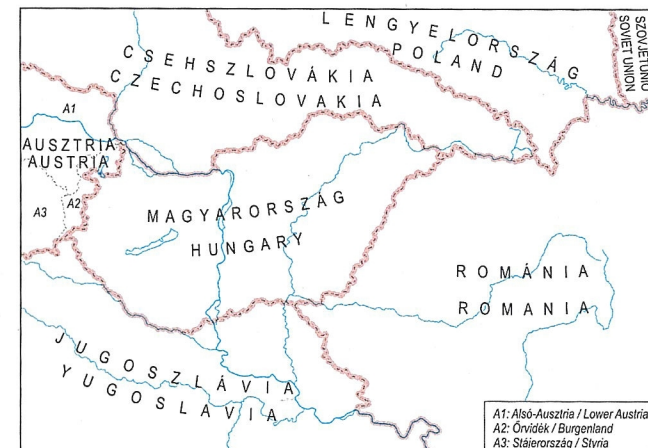 LENGYELORSZÁG
POLAND
SZOVJETUNIÓ
SOVIET UNION
CSEHSZLOVÁKIA
CZECHOSLOVAKIA
A1
AUSZTRIA
AUSTRIA
A2
A3
MAGYARORSZÁG
HUNGARY
ROMÁNIA
ROMANIA
JUGOSZLÁVIA
YUGOSLAVIA
A1: Alsó-Ausztria / Lower Austria
A2: Őrvidék / Burgenland
A3: Stájerország / Styria